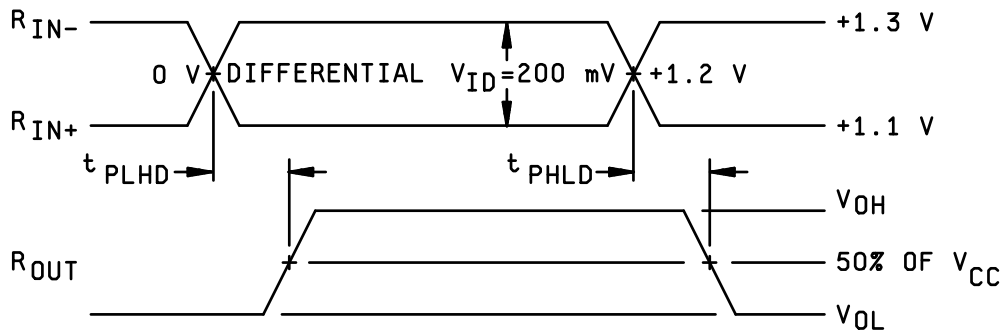 RIN-
+1.3 V
0 V DIFFERENTIAL VID=200 mV +1.2 V
RIN+
+1.1 V
tPLHD
tPHLD
VOH
ROUT
50% OF VCC
VOL